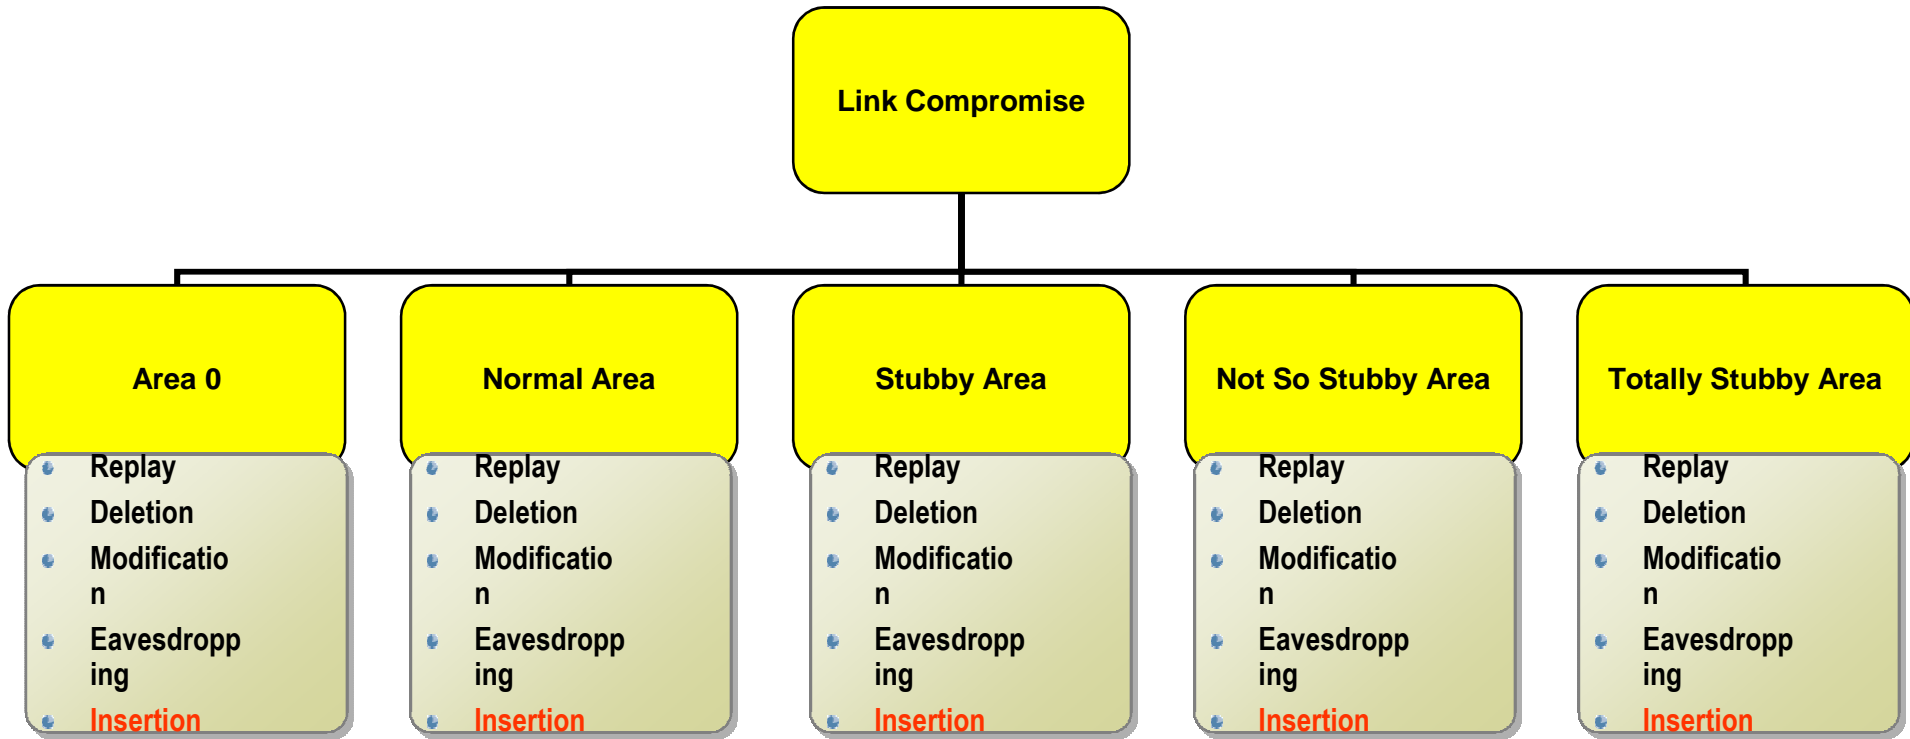 Link Compromise
Area 0
Normal Area
Stubby Area
Not So Stubby Area
Totally Stubby Area
Replay
Deletion
Modificatio
n
Eavesdropp
ing
Insertion
Replay
Deletion
Modificatio
n
Eavesdropp
ing
Insertion
Replay
Deletion
Modificatio
n
Eavesdropp
ing
Insertion
Replay
Deletion
Modificatio
n
Eavesdropp
ing
Insertion
Replay
Deletion
Modificatio
n
Eavesdropp
ing
Insertion